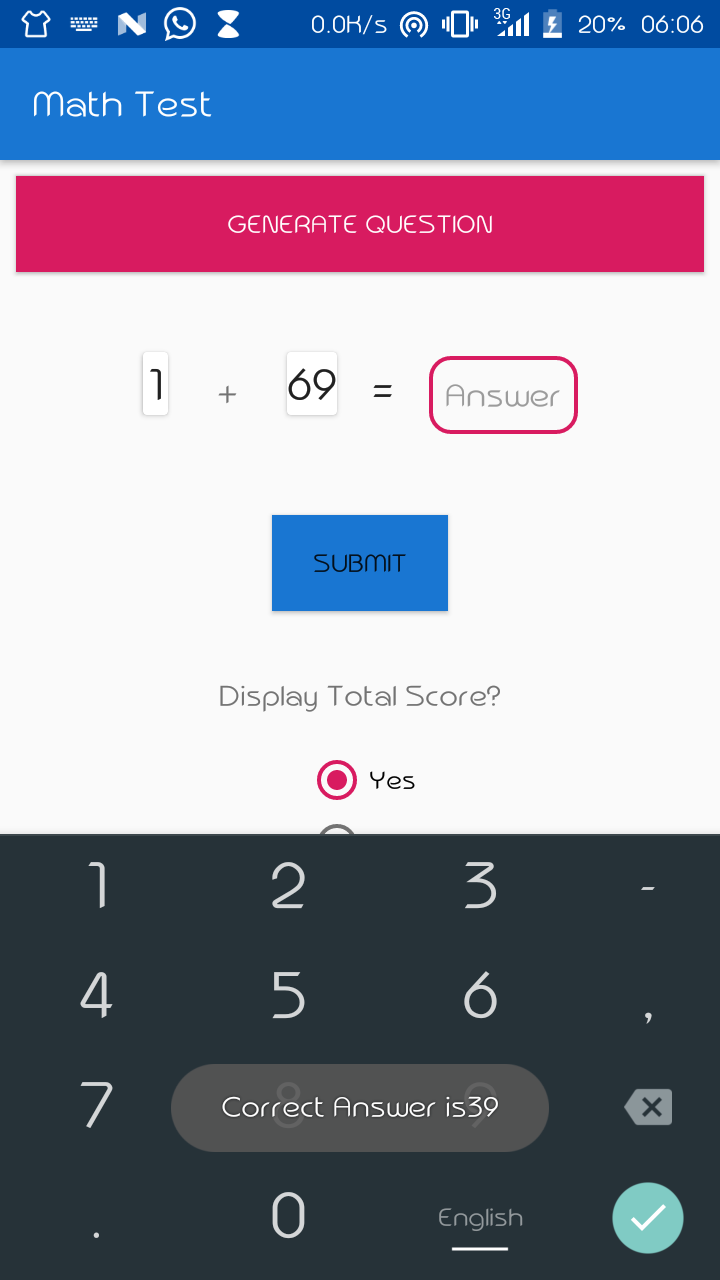 0.0K/s 3G 20% 06:06
Math Test
GENERATE QUESTION
1 + 69 = Answer
SUBMIT
Display Total Score?
Yes
1 2 3 -
4 5 6 ,
7 8 9
Correct Answer is39
. 0 English